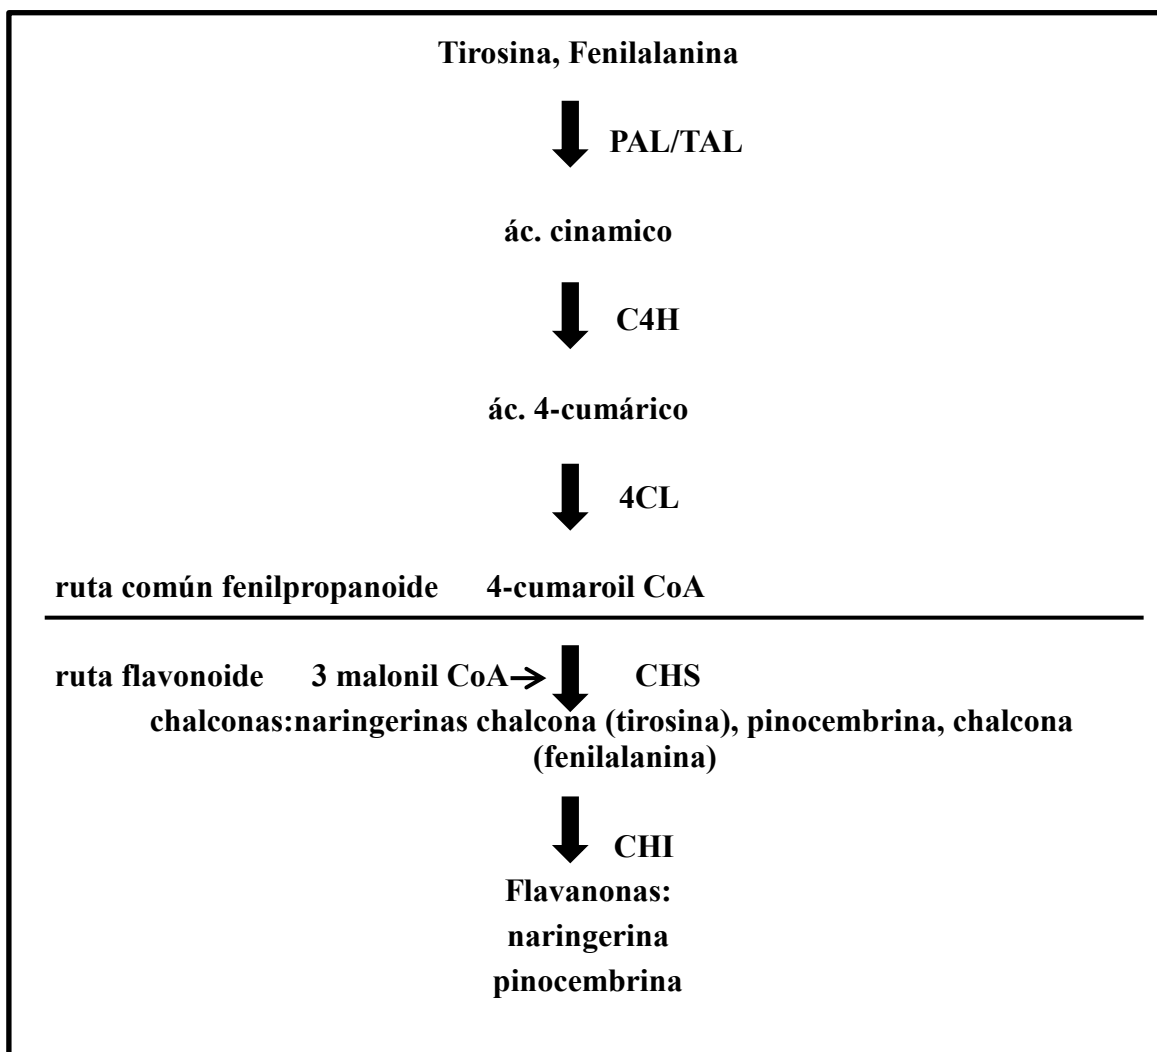 Tirosina, Fenilalanina
PAL/TAL
ác. cinamico
C4H
ác. 4-cumárico
4CL
ruta común fenilpropanoide 4-cumaroil CoA
ruta flavonoide 3 malonil CoA CHS
chalconas:naringerinas chalcona (tirosina), pinocembrina, chalcona
(fenilalanina)
CHI
Flavanonas:
naringerina
pinocembrina